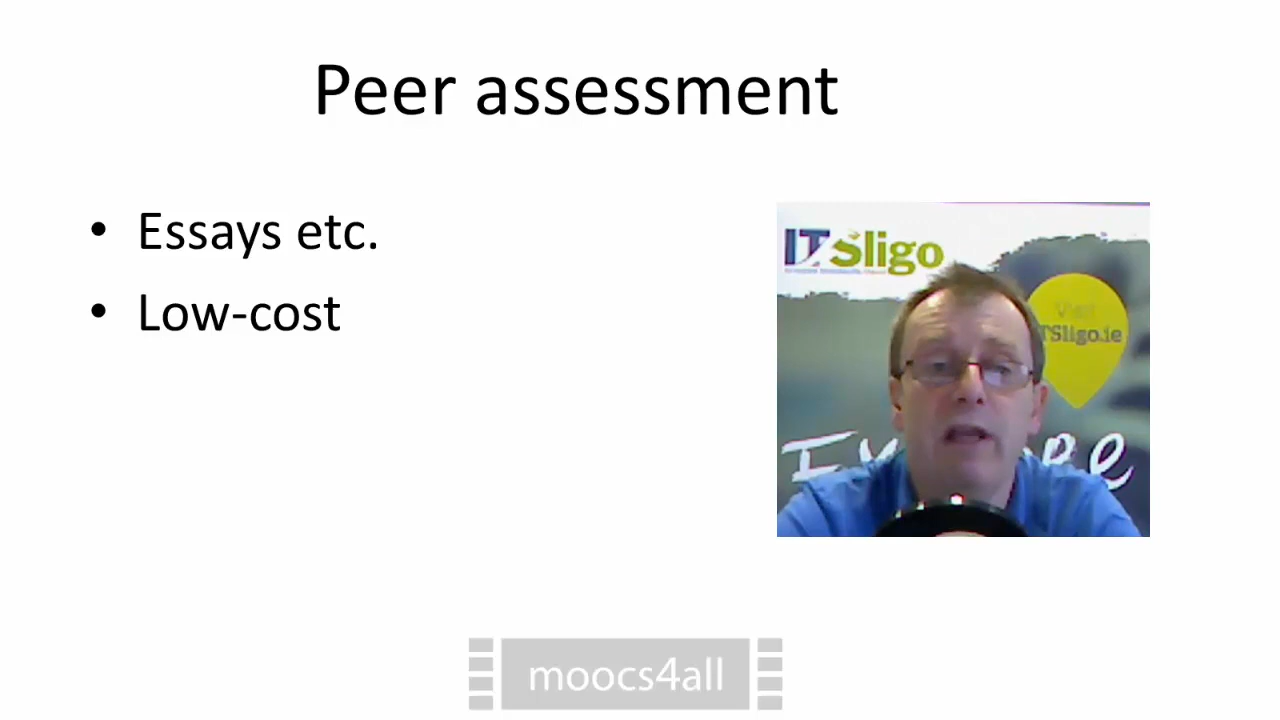 Peer assessment
• Essays etc.
• Low-cost
IT Sligo
Visit
ITSligo.ie
moocs4all